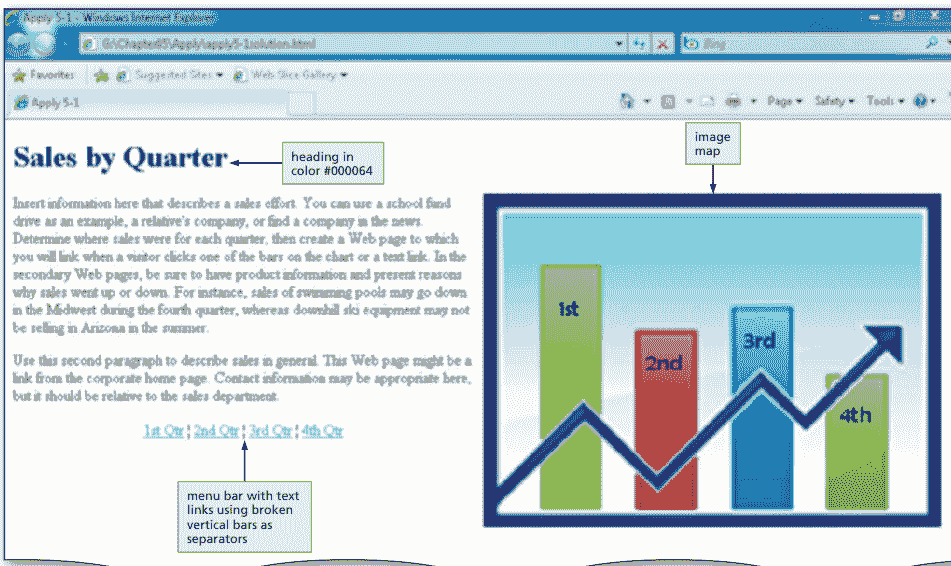 Apply 5-1 - Windows Internet Explorer
G:\Chapter05\Apply\apply5-1solution.html
Bing
Favorites
Suggested Sites
Web Slice Gallery
Apply 5-1
Page
Safety
Tools
Sales by Quarter
heading in
color #000064
image
map
Insert information here that describes a sales effort. You can use a school fund
drive as an example, a relative's company, or find a company in the news.
Determine where sales were for each quarter, then create a Web page to which
you will link when a visitor clicks one of the bars on the chart or a text link. In the
secondary Web pages, be sure to have product information and present reasons
why sales went up or down. For instance, sales of swimming pools may go down
in the Midwest during the fourth quarter, whereas downhill ski equipment may not
be selling in Arizona in the summer.
Use this second paragraph to describe sales in general. This Web page might be a
link from the corporate home page. Contact information may be appropriate here,
but it should be relative to the sales department.
1st Qtr ¦ 2nd Qtr ¦ 3rd Qtr ¦ 4th Qtr
menu bar with text
links using broken
vertical bars as
separators
1st
2nd
3rd
4th